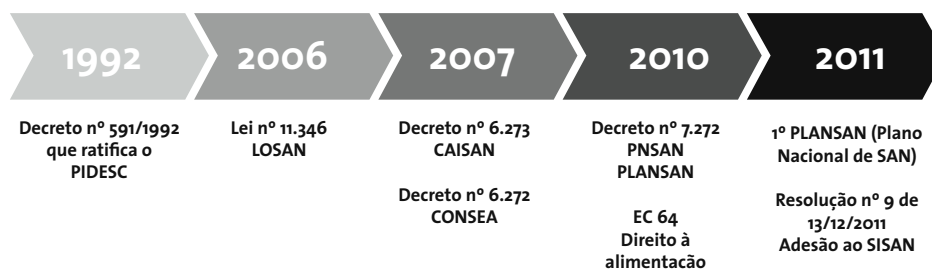 1992
2006
2007
2010
2011
Decreto nº 591/1992
que ratifica o
PIDESC
Lei nº 11.346
LOSAN
Decreto nº 6.273
CAISAN
Decreto nº 6.272
CONSEA
Decreto nº 7.272
PNSAN
PLANSAN
EC 64
Direito à
alimentacão
1º PLANSAN (Plano
Nacional de SAN)
Resolução nº 9 de
13/12/2011
Adesão ao SISAN